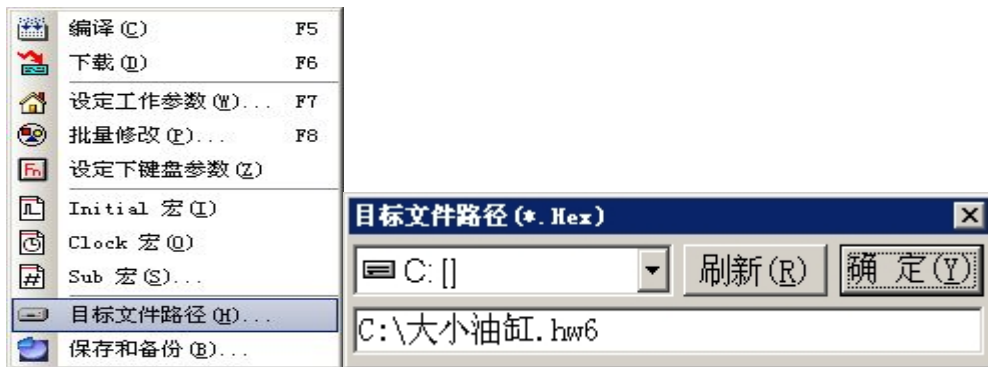 编译(C) F5
下载(D) F6
设定工作参数(W)... F7
批量修改(P)... F8
Fn 设定下键盘参数(Z)
Initial 宏(I)
Clock 宏(O)
Sub 宏(S)...
目标文件路径(H)...
保存和备份(B)...
目标文件路径(*.Hex)
C: [] 刷新(R) 确 定(Y)
C:\大小油缸.hw6